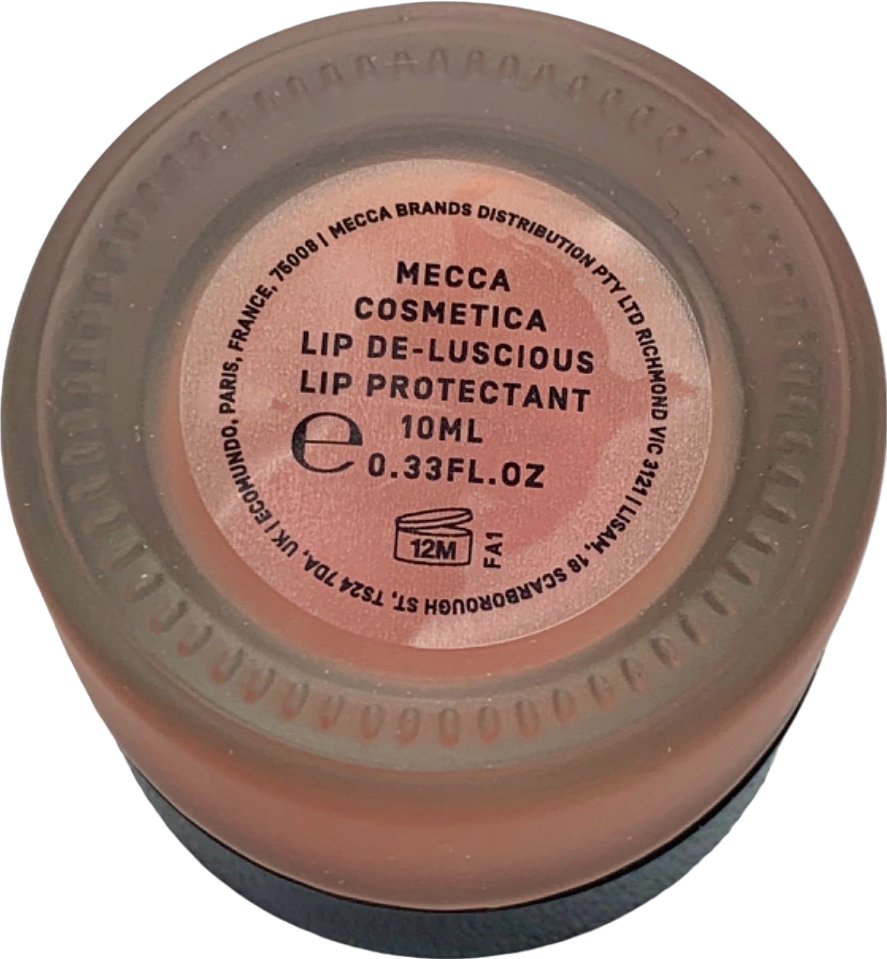 MECCA BRANDS DISTRIBUTION PTY LTD RICHMOND VIC 3121 | LISAM, 18 SCARBOROUGH ST, TS24 7DA, UK | ECOMUNDO, PARIS, FRANCE, 75008 |
MECCA
COSMETICA
LIP DE-LUSCIOUS
LIP PROTECTANT
10ML
e 0.33FL.OZ
12M
FA1